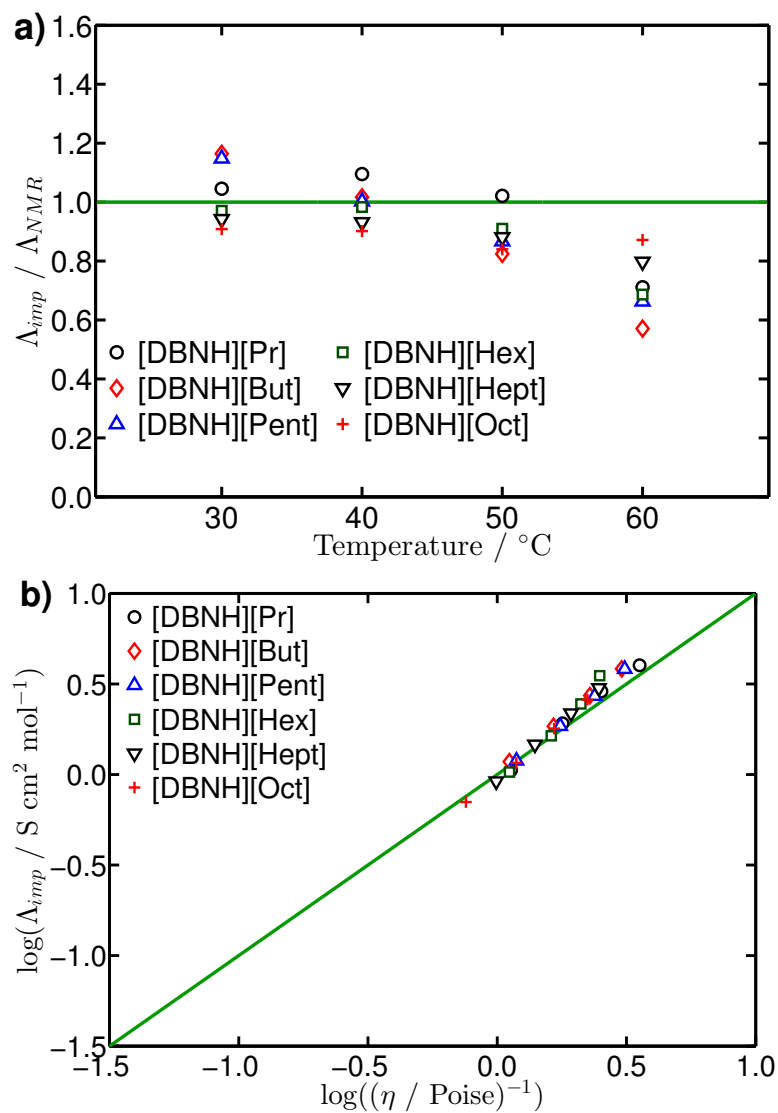 a)
1.6
1.4
1.2
1.0
0.8
0.6
0.4
0.2
0.0
Λ_imp / Λ_NMR
[DBNH][Pr]
[DBNH][But]
[DBNH][Pent]
[DBNH][Hex]
[DBNH][Hept]
[DBNH][Oct]
30 40 50 60
Temperature / °C
b)
1.0
0.5
0.0
−0.5
−1.0
−1.5
log(Λ_imp / S cm² mol⁻¹)
[DBNH][Pr]
[DBNH][But]
[DBNH][Pent]
[DBNH][Hex]
[DBNH][Hept]
[DBNH][Oct]
−1.5 −1.0 −0.5 0.0 0.5 1.0
log((η / Poise)⁻¹)